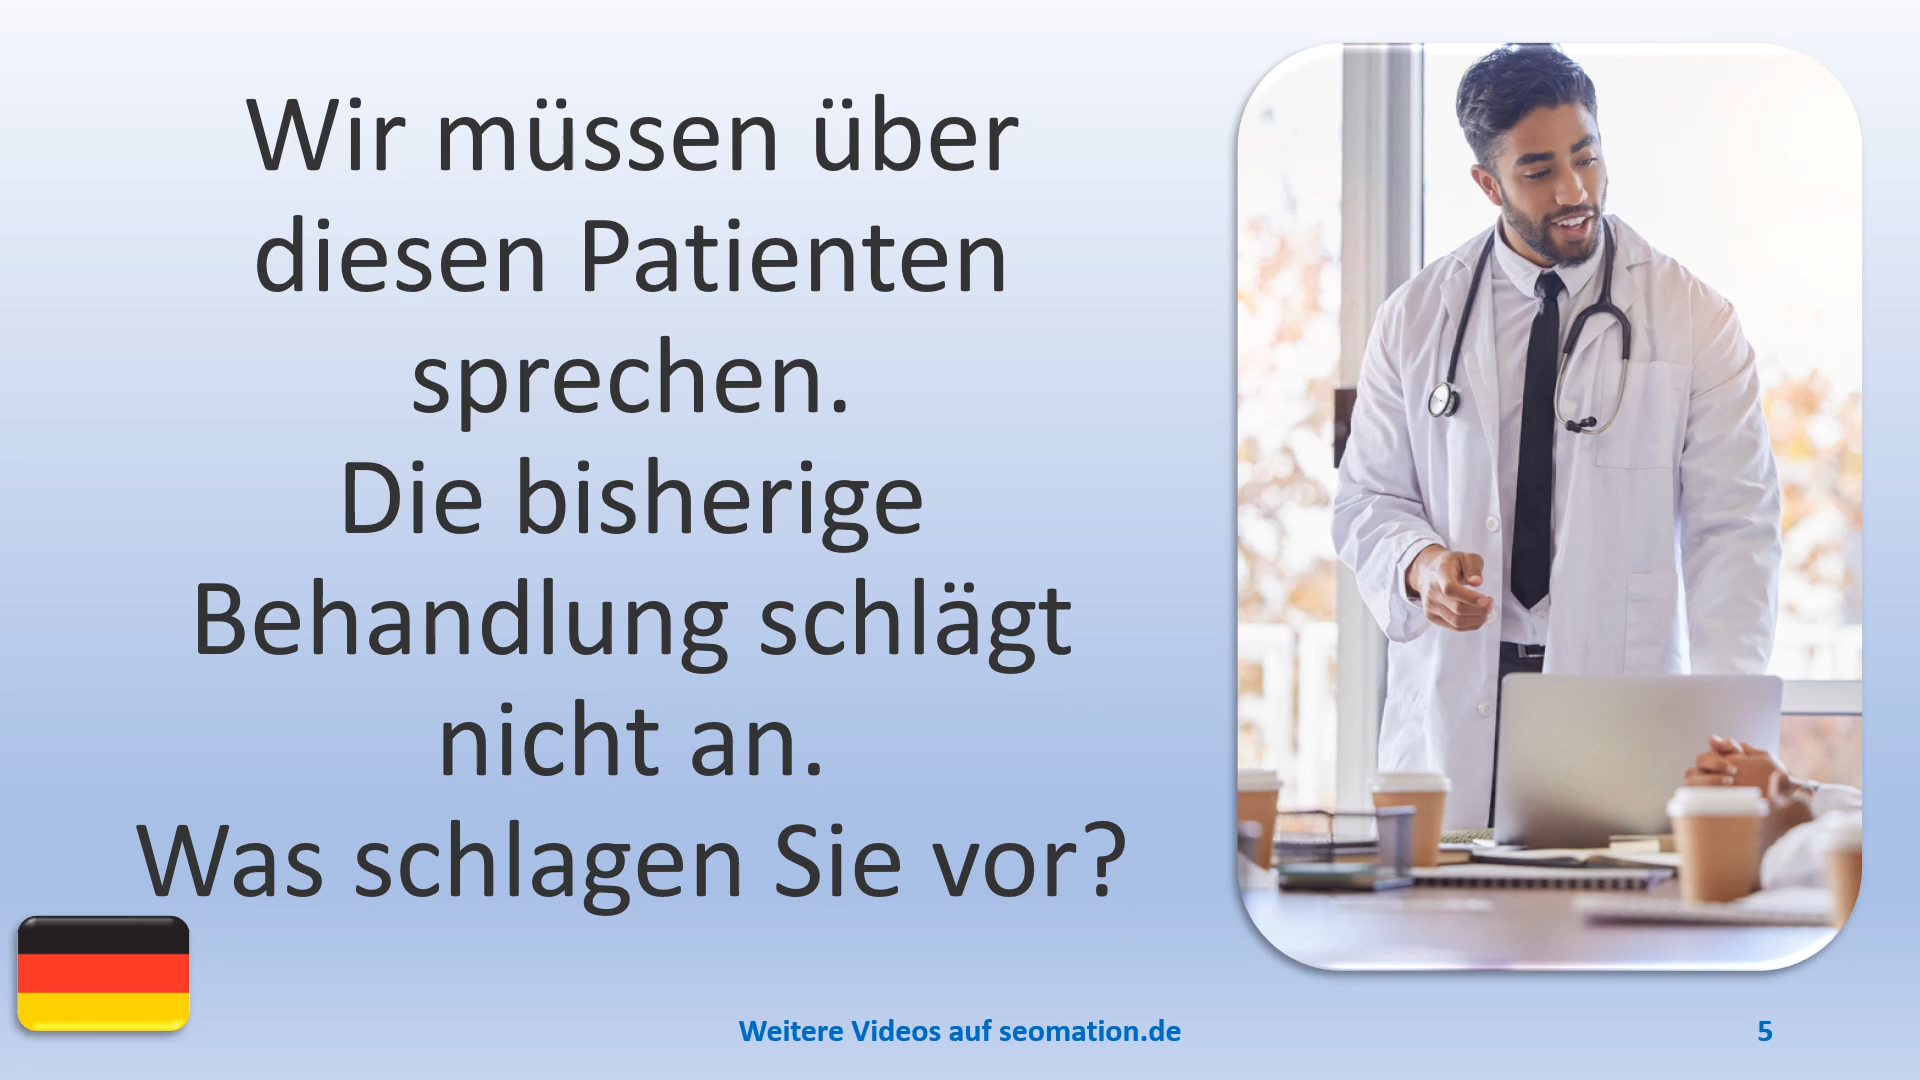 Wir müssen über
diesen Patienten
sprechen.
Die bisherige
Behandlung schlägt
nicht an.
Was schlagen Sie vor?
Weitere Videos auf seomation.de
5